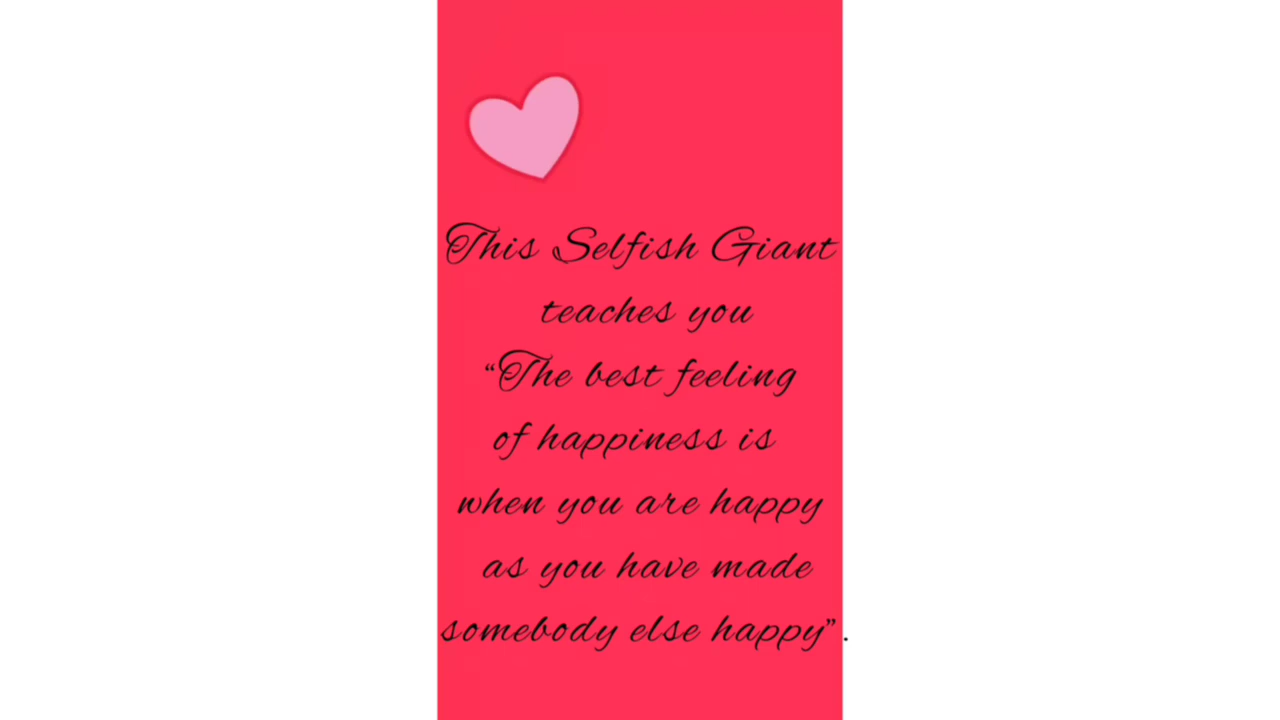 This Selfish Giant
teaches you
“The best feeling
of happiness is
when you are happy
as you have made
somebody else happy”.